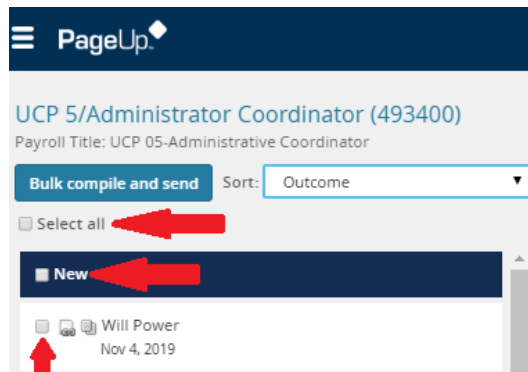 PageUp
UCP 5/Administrator Coordinator (493400)
Payroll Title: UCP 05-Administrative Coordinator
Bulk compile and send Sort: Outcome
Select all
New
Will Power
Nov 4, 2019